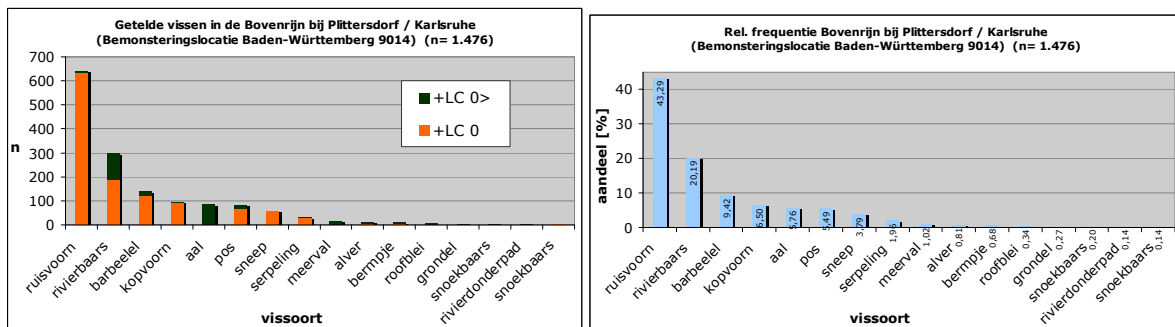 Getelde vissen in de Bovenrijn bij Plittersdorf / Karlsruhe
(Bemonsteringslocatie Baden-Württemberg 9014) (n= 1.476)
700
600
500
400
300
200
100
0
n
+LC 0>
+LC 0
ruisvoorn
rivierbaars
barbeelel
kopvoorn
aal
pos
sneep
serpeling
meerval
alver
bermpje
roofblei
grondel
snoekbaars
rivierdonderpad
snoekbaars
vissoort
Rel. frequentie Bovenrijn bij Plittersdorf / Karlsruhe
(Bemonsteringslocatie Baden-Württemberg 9014) (n= 1.476)
aandeel [%]
40
30
20
10
0
43,29
20,19
9,42
6,50
5,76
5,49
3,79
1,96
1,02
0,81
0,68
0,34
0,27
0,20
0,14
0,14
ruisvoorn
rivierbaars
barbeelel
kopvoorn
aal
pos
sneep
serpeling
meerval
alver
bermpje
roofblei
grondel
snoekbaars
rivierdonderpad
snoekbaars
vissoort